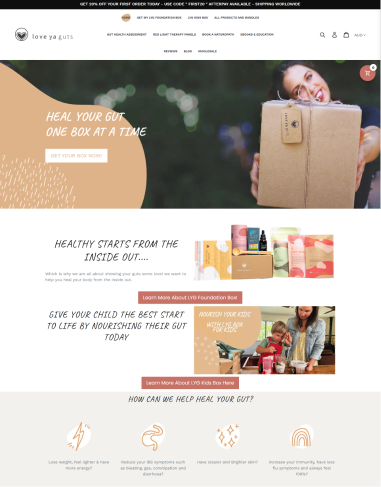 GET 20% OFF YOUR FIRST ORDER TODAY - USE CODE " FIRST20 " AFTERPAY AVAILABLE - SHIPPING WORLDWIDE
HOME GET MY LYG FOUNDATION BOX LYG KIDS BOX ALL PRODUCTS AND BUNDLES
love ya guts
GUT HEALTH ASSESSMENT RED LIGHT THERAPY PANELS BOOK A NATUROPATH EBOOKS & EDUCATION
AUD
REVIEWS BLOG WHOLESALE
0
HEAL YOUR GUT
ONE BOX AT A TIME
GET YOUR BOX HERE
HEALTHY STARTS FROM THE
INSIDE OUT....
Which is why we are all about showing your guts some love! we want to
help you heal your body from the inside out.
Learn More About LYG Foundation Box!
GIVE YOUR CHILD THE BEST START
TO LIFE BY NOURISHING THEIR GUT
TODAY
NOURISH YOUR KIDS
WITH LYG BOX
FOR KIDS
Learn More About LYG Kids Box Here
HOW CAN WE HELP HEAL YOUR GUT?
Lose weight, feel lighter & have
more energy?
Reduce your IBS symptoms such
as bloating, gas, constipation and
diarrhoea?
Have clearer and brighter skin?
Increase your immunity, have less
flu symptoms and always feel
100%?